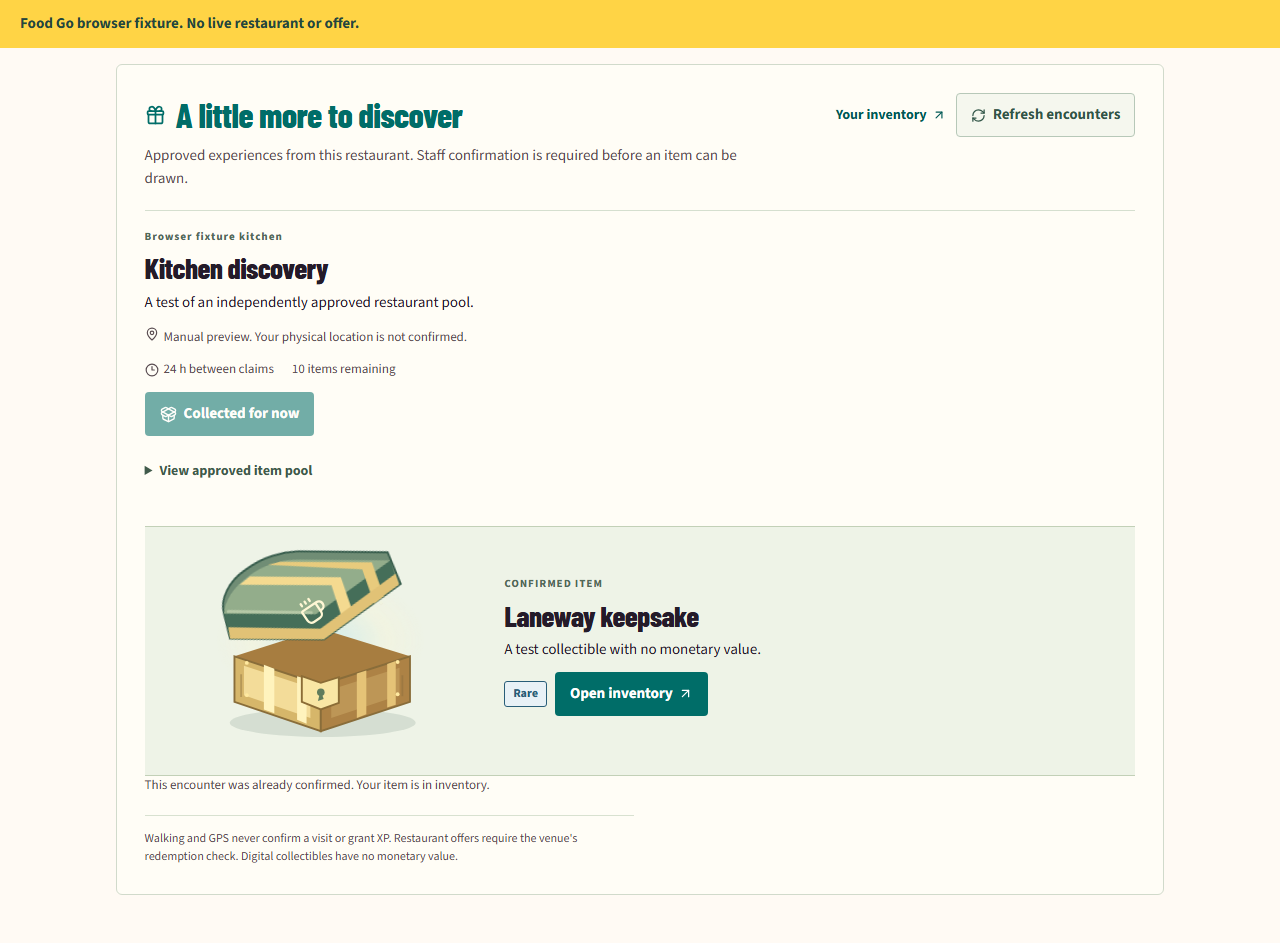 Food Go browser fixture. No live restaurant or offer.
A little more to discover
Your inventory
Refresh encounters
Approved experiences from this restaurant. Staff confirmation is required before an item can be
drawn.
Browser fixture kitchen
Kitchen discovery
A test of an independently approved restaurant pool.
Manual preview. Your physical location is not confirmed.
24 h between claims 10 items remaining
Collected for now
View approved item pool
CONFIRMED ITEM
Laneway keepsake
A test collectible with no monetary value.
Rare
Open inventory
This encounter was already confirmed. Your item is in inventory.
Walking and GPS never confirm a visit or grant XP. Restaurant offers require the venue's
redemption check. Digital collectibles have no monetary value.